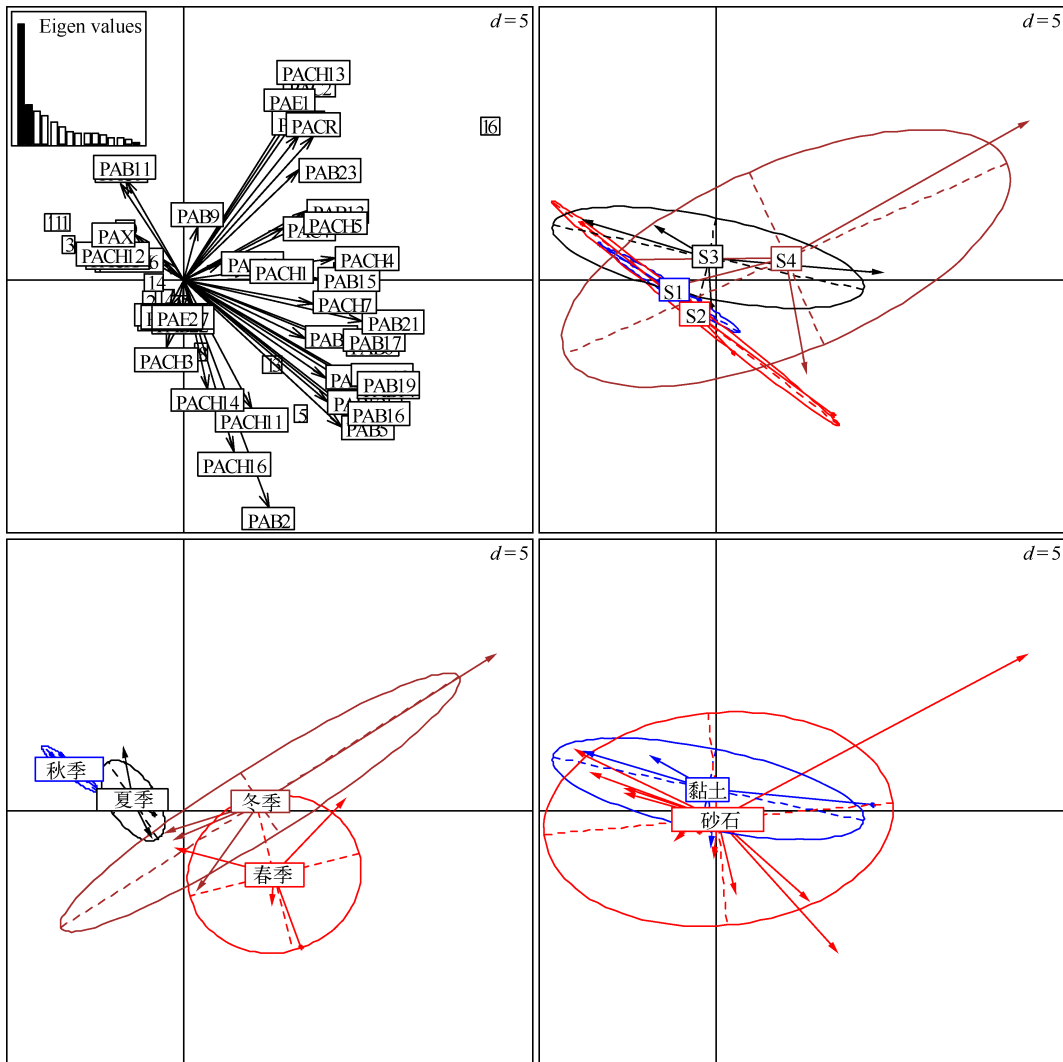 Eigen values
d=5
PACH13
PAE1
PACR
16
PAB11
PAB23
PAB9
11
PACH5
PAX
3
PACH12
PACH4
PACH1
14
PAB15
PACH7
PAE2
PAB21
PAB17
PACH3
13
PAB19
PACH14
5
PAB16
PACH11
PAB5
PACH16
PAB2
d=5
S3
S4
S1
S2
d=5
秋季
夏季
冬季
春季
d=5
黏土
砂石